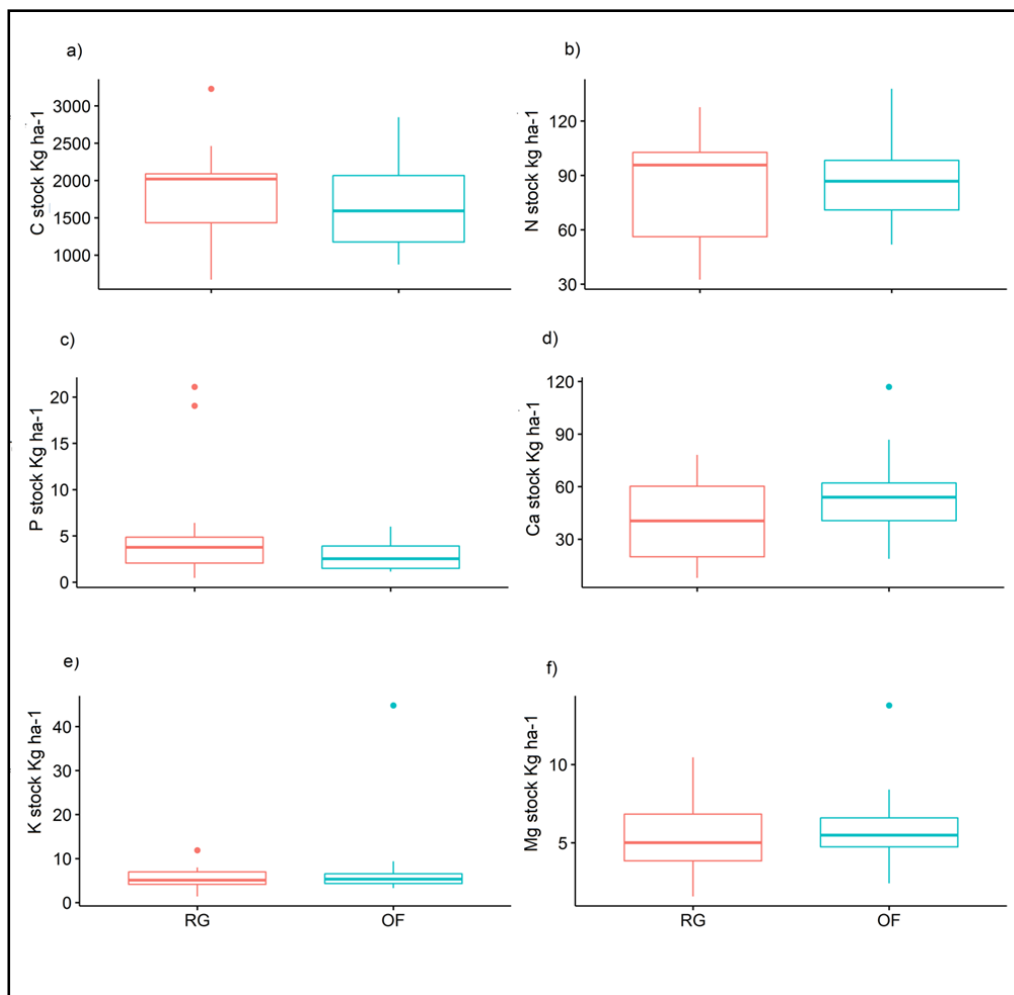 a)
C stock Kg ha-1
3000
2500
2000
1500
1000
b)
N stock kg ha-1
120
90
60
30
c)
P stock Kg ha-1
20
15
10
5
0
d)
Ca stock Kg ha-1
120
90
60
30
e)
K stock Kg ha-1
40
30
20
10
0
RG
OF
f)
Mg stock Kg ha-1
10
5
RG
OF